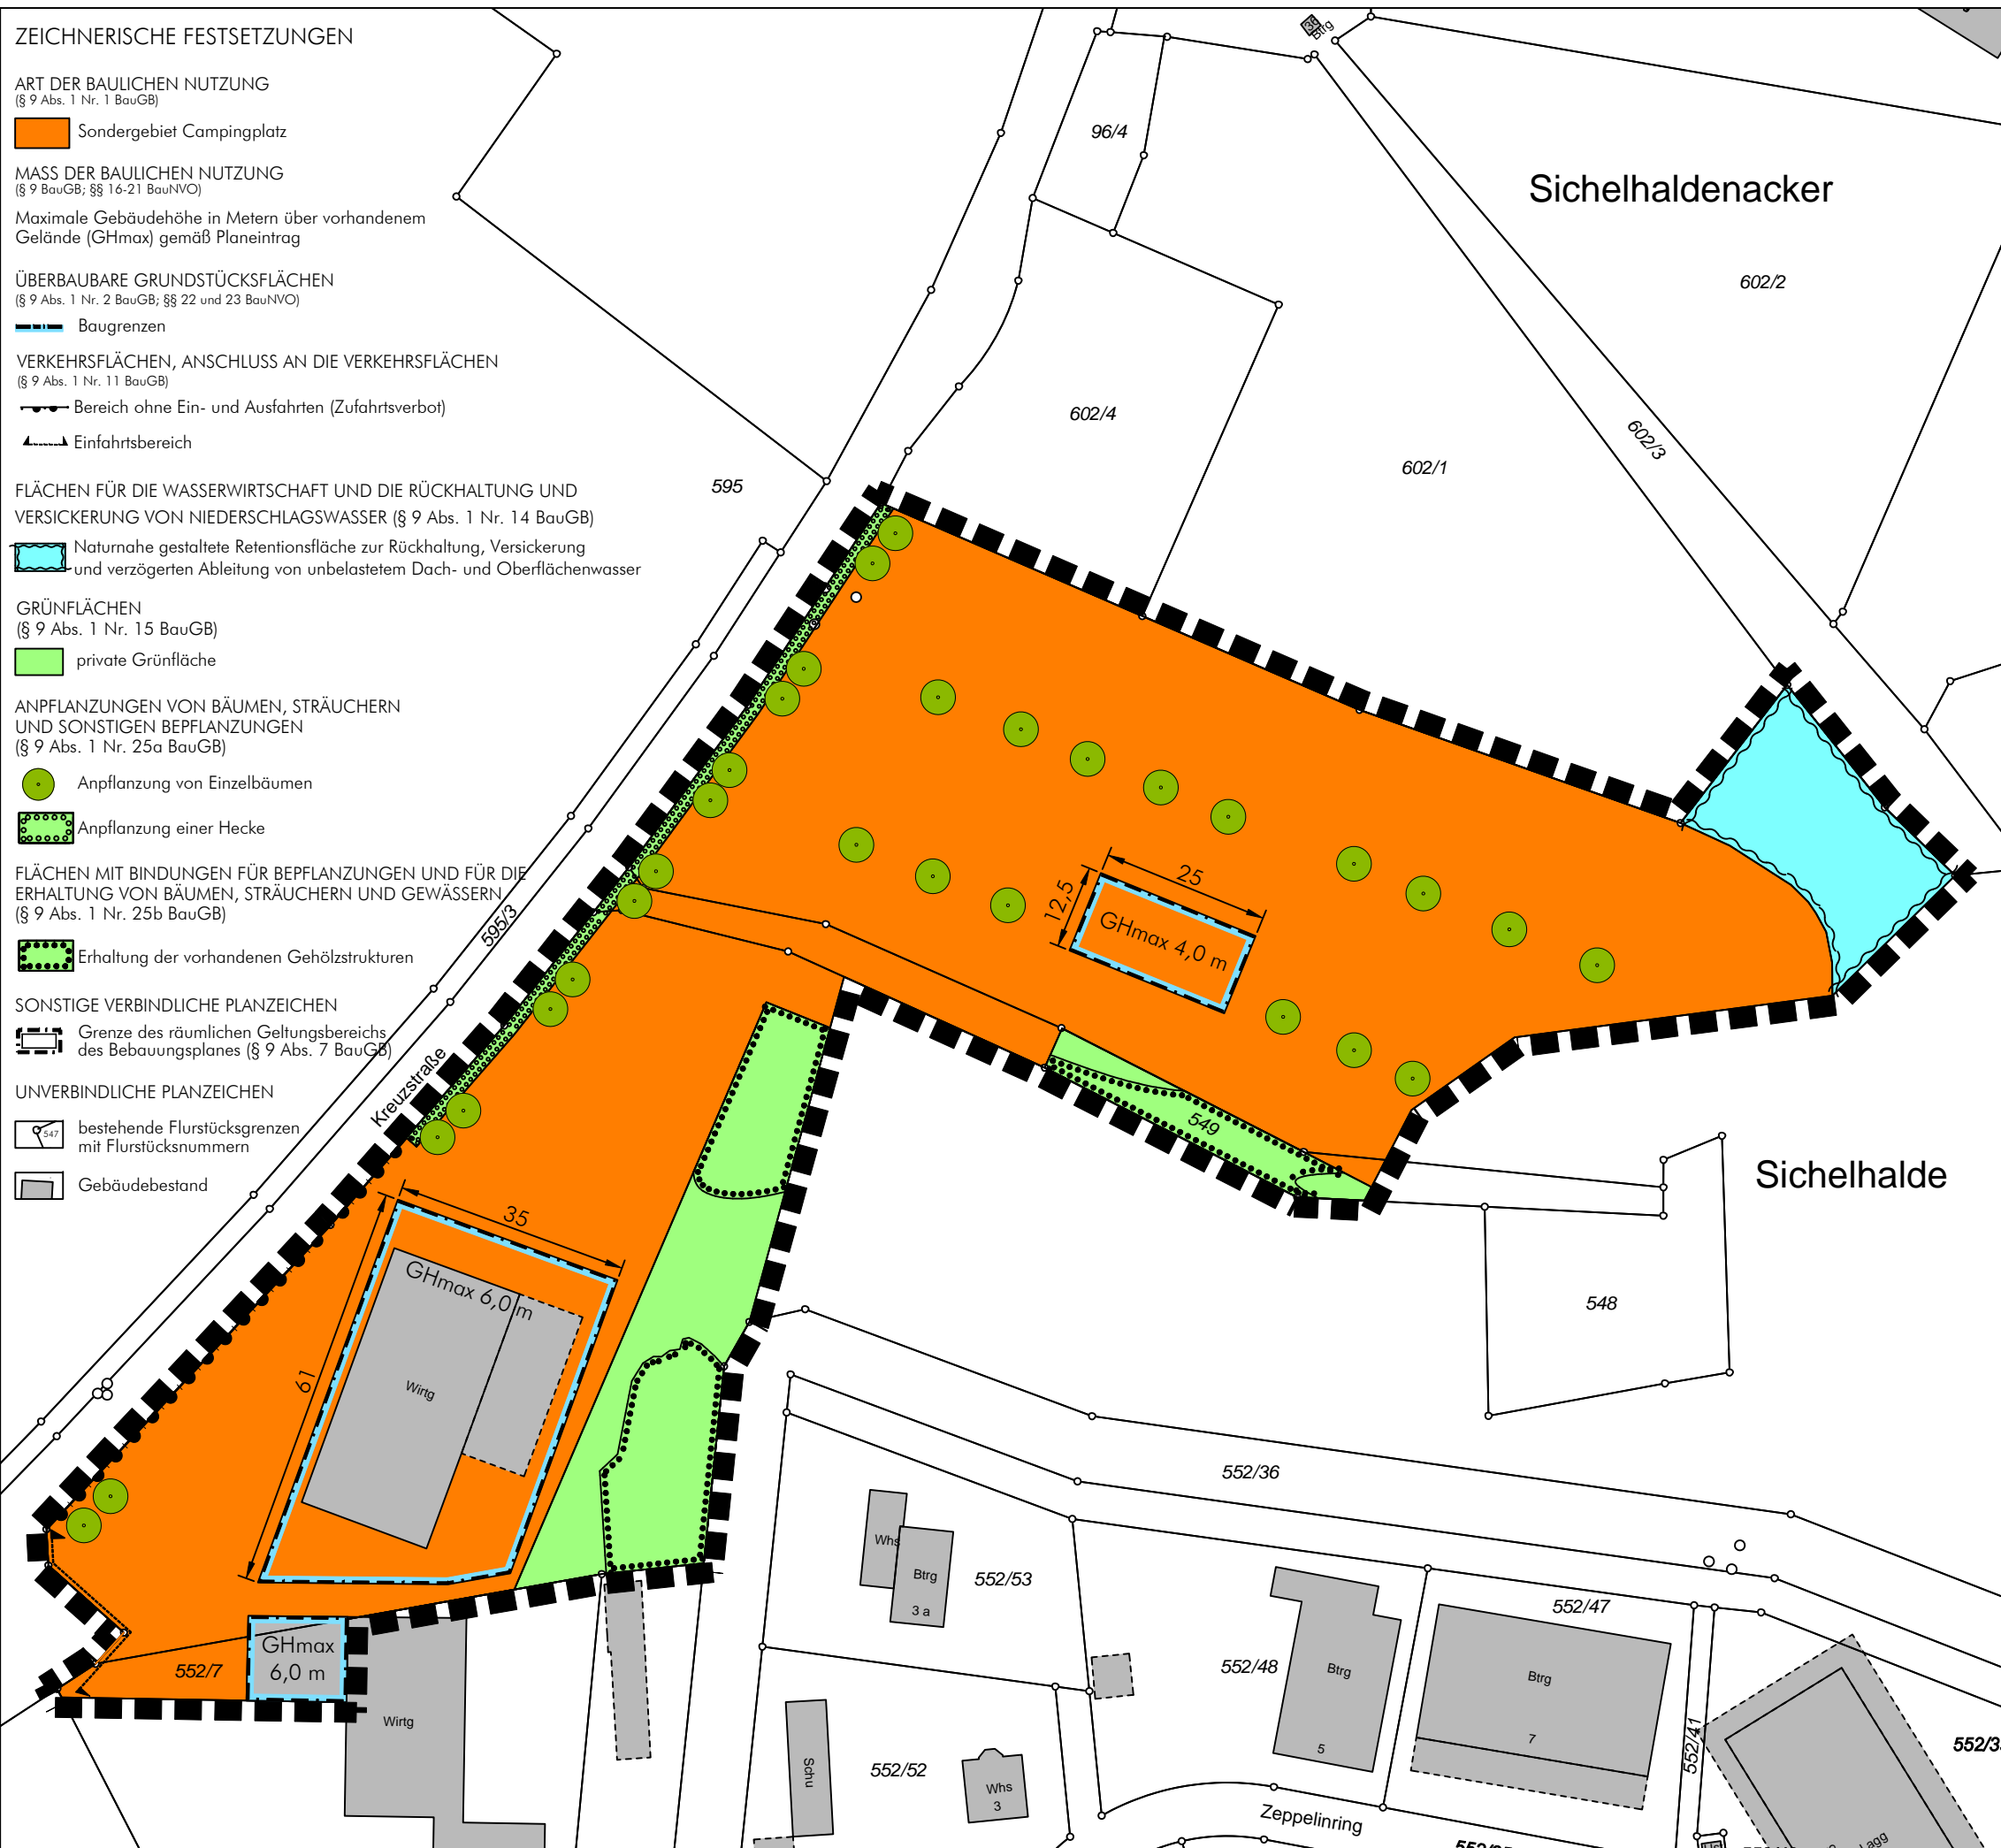 ZEICHNERISCHE FESTSETZUNGEN
ART DER BAULICHEN NUTZUNG
(§ 9 Abs. 1 Nr. 1 BauGB)
Sondergebiet Campingplatz
MASS DER BAULICHEN NUTZUNG
(§ 9 BauGB; §§ 16-21 BauNVO)
Maximale Gebäudehöhe in Metern über vorhandenem
Gelände (GHmax) gemäß Planeintrag
ÜBERBAUBARE GRUNDSTÜCKSFLÄCHEN
(§ 9 Abs. 1 Nr. 2 BauGB; §§ 22 und 23 BauNVO)
Baugrenzen
VERKEHRSFLÄCHEN, ANSCHLUSS AN DIE VERKEHRSFLÄCHEN
(§ 9 Abs. 1 Nr. 11 BauGB)
Bereich ohne Ein- und Ausfahrten (Zufahrtsverbot)
Einfahrtsbereich
FLÄCHEN FÜR DIE WASSERWIRTSCHAFT UND DIE RÜCKHALTUNG UND
VERSICKERUNG VON NIEDERSCHLAGSWASSER (§ 9 Abs. 1 Nr. 14 BauGB)
Naturnahe gestaltete Retentionsfläche zur Rückhaltung, Versickerung
und verzögerten Ableitung von unbelastetem Dach- und Oberflächenwasser
GRÜNFLÄCHEN
(§ 9 Abs. 1 Nr. 15 BauGB)
private Grünfläche
ANPFLANZUNGEN VON BÄUMEN, STRÄUCHERN
UND SONSTIGEN BEPFLANZUNGEN
(§ 9 Abs. 1 Nr. 25a BauGB)
Anpflanzung von Einzelbäumen
Anpflanzung einer Hecke
FLÄCHEN MIT BINDUNGEN FÜR BEPFLANZUNGEN UND FÜR DIE
ERHALTUNG VON BÄUMEN, STRÄUCHERN UND GEWÄSSERN
(§ 9 Abs. 1 Nr. 25b BauGB)
Erhaltung der vorhandenen Gehölzstrukturen
SONSTIGE VERBINDLICHE PLANZEICHEN
Grenze des räumlichen Geltungsbereichs
des Bebauungsplanes (§ 9 Abs. 7 BauGB)
UNVERBINDLICHE PLANZEICHEN
547
bestehende Flurstücksgrenzen
mit Flurstücksnummern
Gebäudebestand
Btrg
96/4
Sichelhaldenacker
602/2
602/4
602/3
602/1
595
595/3
Kreuzstraße
25
12,5
GHmax 4,0 m
549
Sichelhalde
548
35
GHmax 6,0 m
61
Wirtg
552/36
Whs
Btrg
3 a
552/53
552/47
GHmax
6,0 m
552/7
Wirtg
552/48
Btrg
5
Btrg
7
552/41
552/3
Schu
552/52
Whs
3
Zeppelinring
Lagg